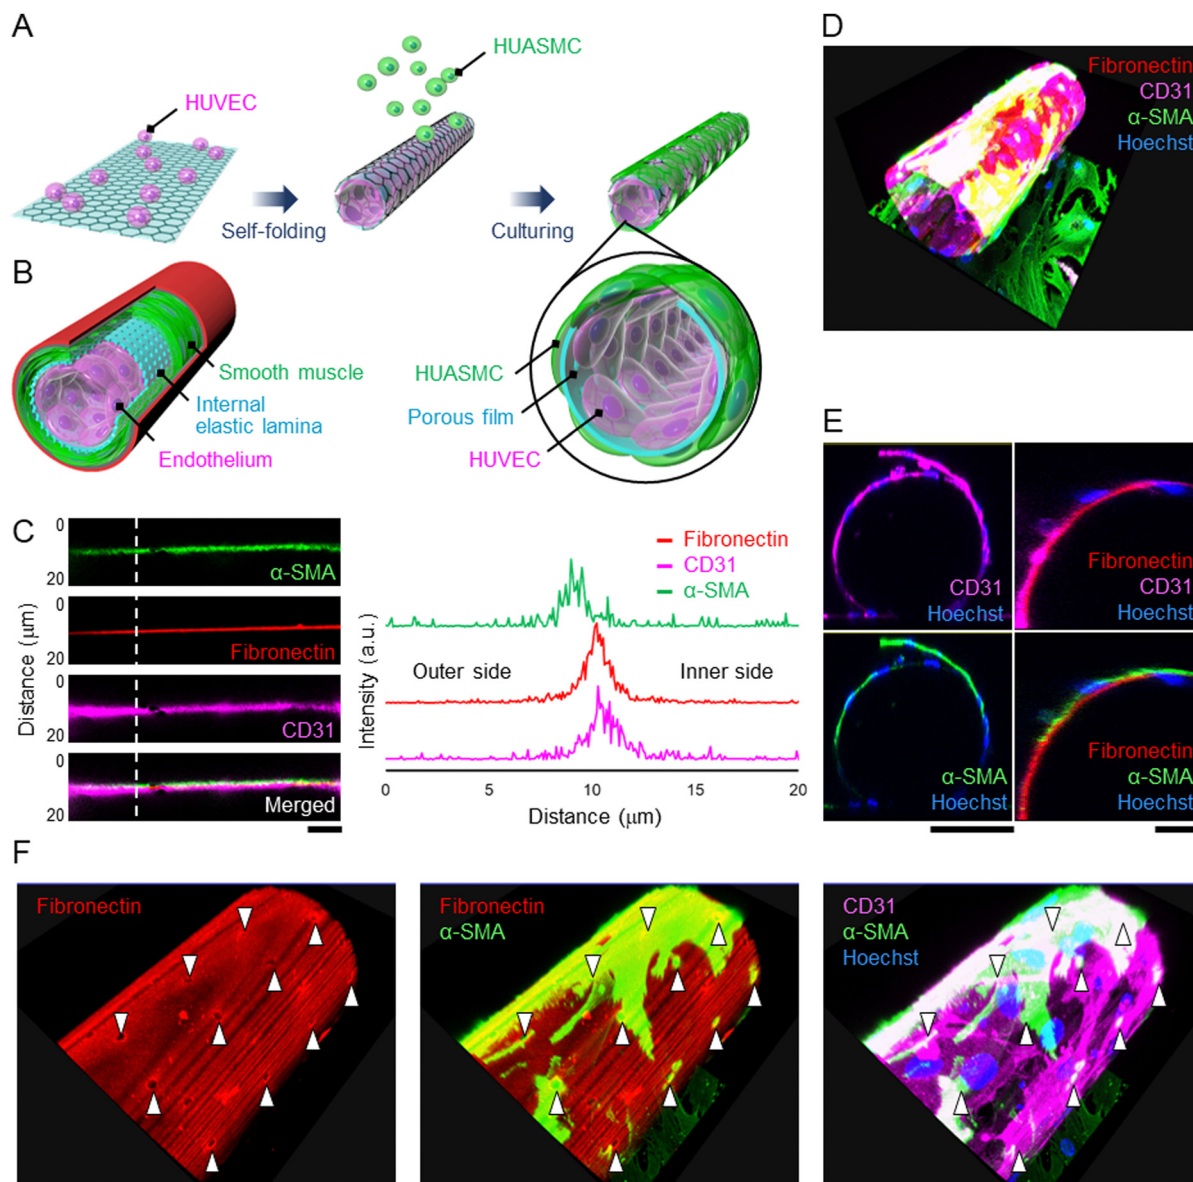 A
HUVEC
HUASMC
Self-folding
Culturing
B
Smooth muscle
Internal
elastic lamina
Endothelium
HUASMC
Porous film
HUVEC
C
Distance (μm)
0
20
α-SMA
0
20
Fibronectin
0
20
CD31
0
20
Merged
Fibronectin
CD31
α-SMA
Intensity (a.u.)
Outer side
Inner side
0
5
10
15
20
Distance (μm)
D
Fibronectin
CD31
α-SMA
Hoechst
E
CD31
Hoechst
Fibronectin
CD31
Hoechst
α-SMA
Hoechst
Fibronectin
α-SMA
Hoechst
F
Fibronectin
Fibronectin
α-SMA
CD31
α-SMA
Hoechst